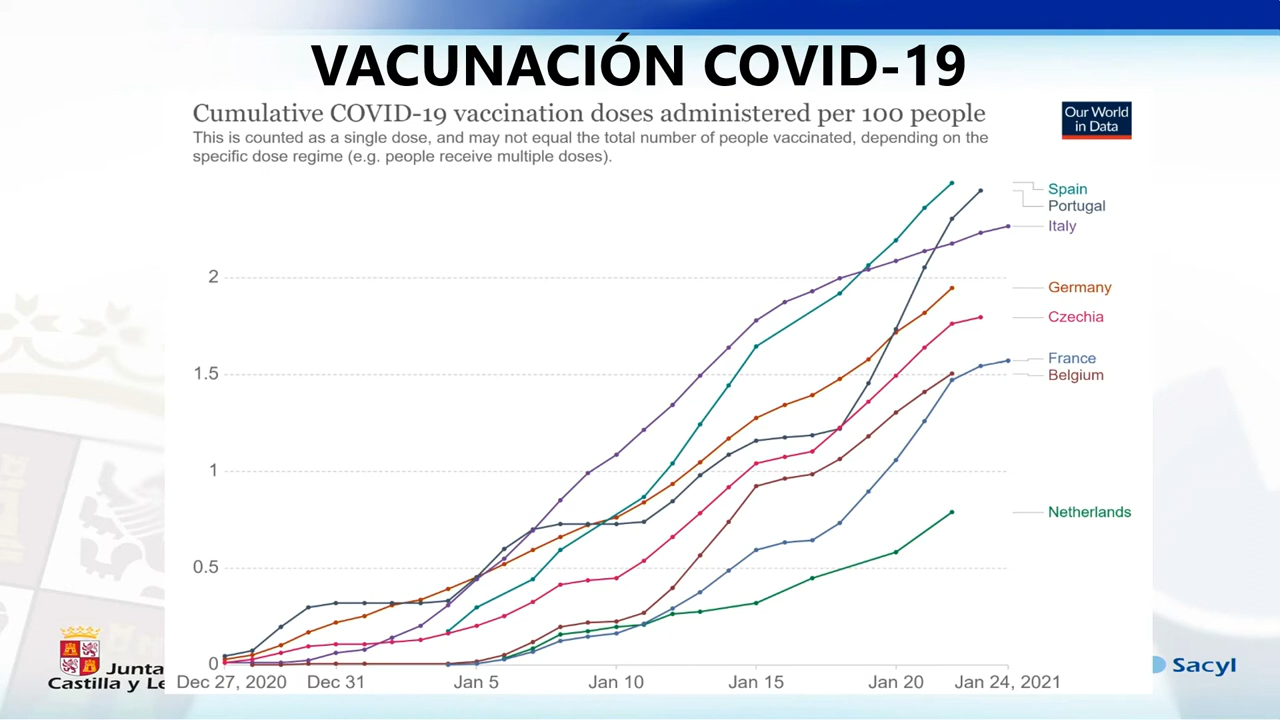 VACUNACIÓN COVID-19
Cumulative COVID-19 vaccination doses administered per 100 people
This is counted as a single dose, and may not equal the total number of people vaccinated, depending on the
specific dose regime (e.g. people receive multiple doses).
Our World
in Data
Spain
Portugal
Italy
2
Germany
Czechia
1.5
France
Belgium
1
Netherlands
0.5
0
Dec 27, 2020 Dec 31 Jan 5 Jan 10 Jan 15 Jan 20 Jan 24, 2021
Junta
Castilla y Le
Sacyl